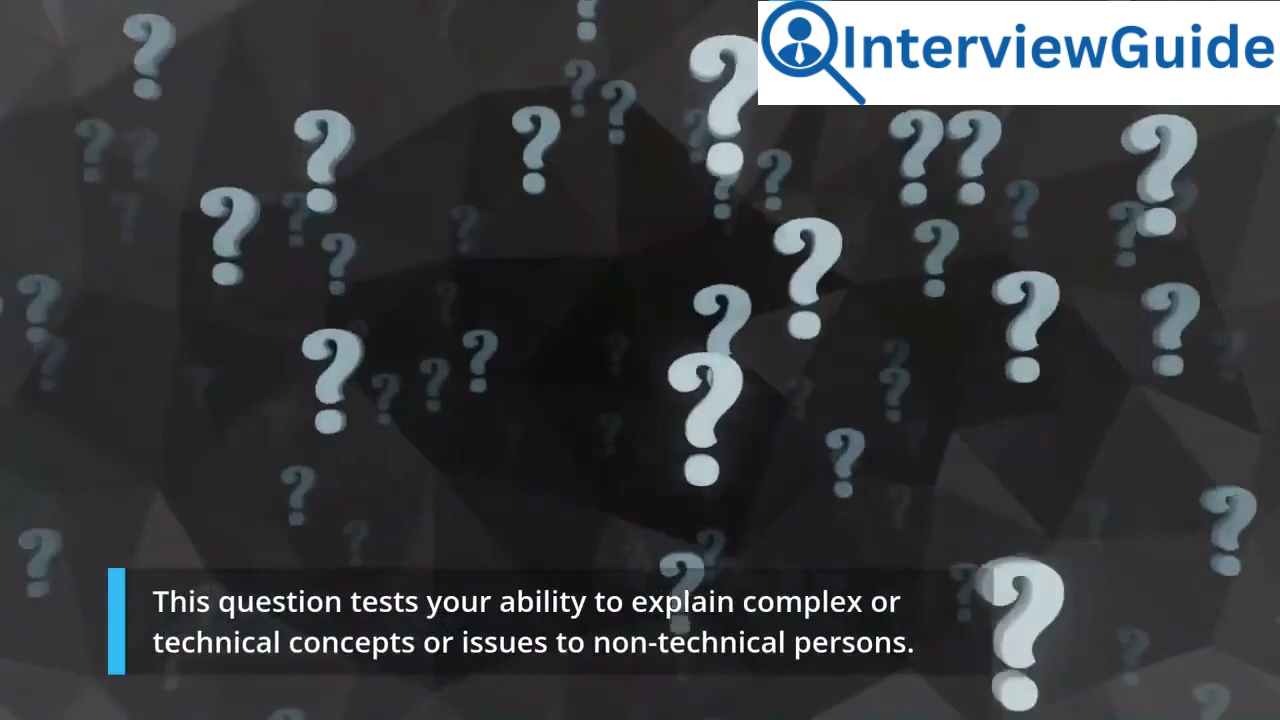 InterviewGuide
This question tests your ability to explain complex or
technical concepts or issues to non-technical persons.